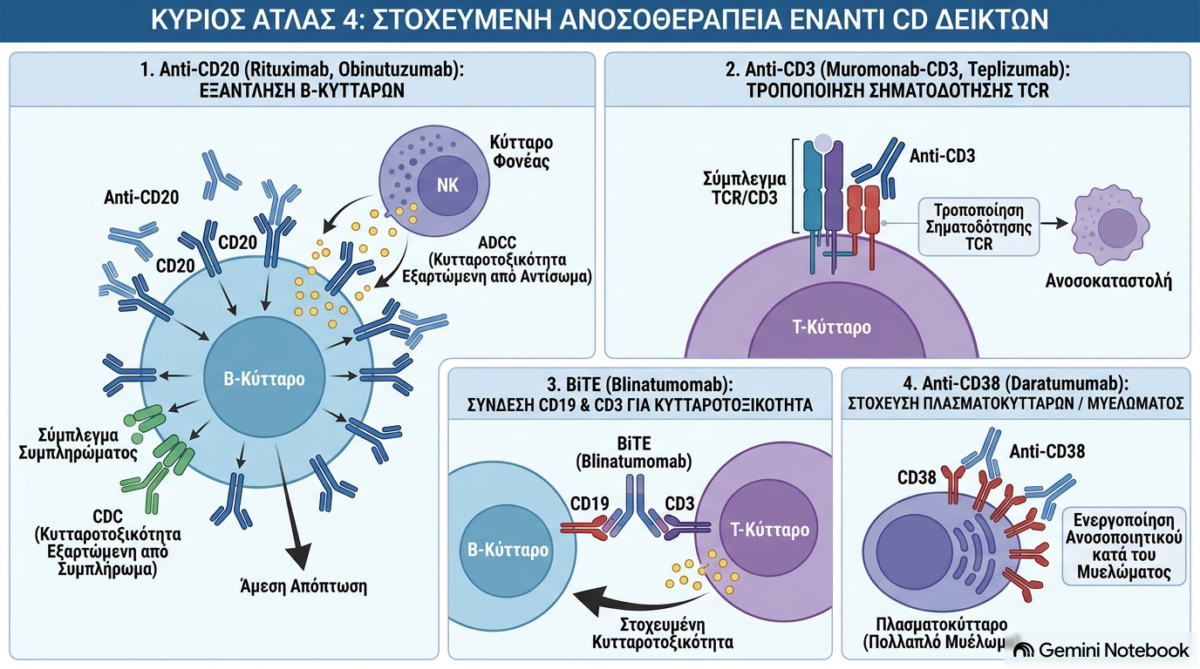 ΚΥΡΙΟΣ ΑΤΛΑΣ 4: ΣΤΟΧΕΥΜΕΝΗ ΑΝΟΣΟΘΕΡΑΠΕΙΑ ΕΝΑΝΤΙ CD ΔΕΙΚΤΩΝ
1. Anti-CD20 (Rituximab, Obinutuzumab):
ΕΞΑΝΤΛΗΣΗ Β-ΚΥΤΤΑΡΩΝ
Κύτταρο
Φονέας
NK
Anti-CD20
CD20
CD20
ADCC
(Κυτταροτοξικότητα
Εξαρτώμενη από Αντίσωμα)
Β-Κύτταρο
Σύμπλεγμα
Συμπληρώματος
CDC
(Κυτταροτοξικότητα
Εξαρτώμενη από
Συμπλήρωμα)
Άμεση Απόπτωση
2. Anti-CD3 (Muromonab-CD3, Teplizumab):
ΤΡΟΠΟΠΟΙΗΣΗ ΣΗΜΑΤΟΔΟΤΗΣΗΣ TCR
Σύμπλεγμα
TCR/CD3
Anti-CD3
Τροποποίηση
Σηματοδότησης
TCR
Ανοσοκαταστολή
Τ-Κύτταρο
3. BiTE (Blinatumomab):
ΣΥΝΔΕΣΗ CD19 & CD3 ΓΙΑ ΚΥΤΤΑΡΟΤΟΞΙΚΟΤΗΤΑ
BiTE
(Blinatumomab)
CD19
CD3
Β-Κύτταρο
Τ-Κύτταρο
Στοχευμένη
Κυτταροτοξικότητα
4. Anti-CD38 (Daratumumab):
ΣΤΟΧΕΥΣΗ ΠΛΑΣΜΑΤΟΚΥΤΤΑΡΩΝ / ΜΥΕΛΩΜΑΤΟΣ
Anti-CD38
CD38
Ενεργοποίηση
Ανοσοποιητικού
κατά του
Μυελώματος
Πλασματοκύτταρο
(Πολλαπλό Μυέλωμ
Gemini Notebook